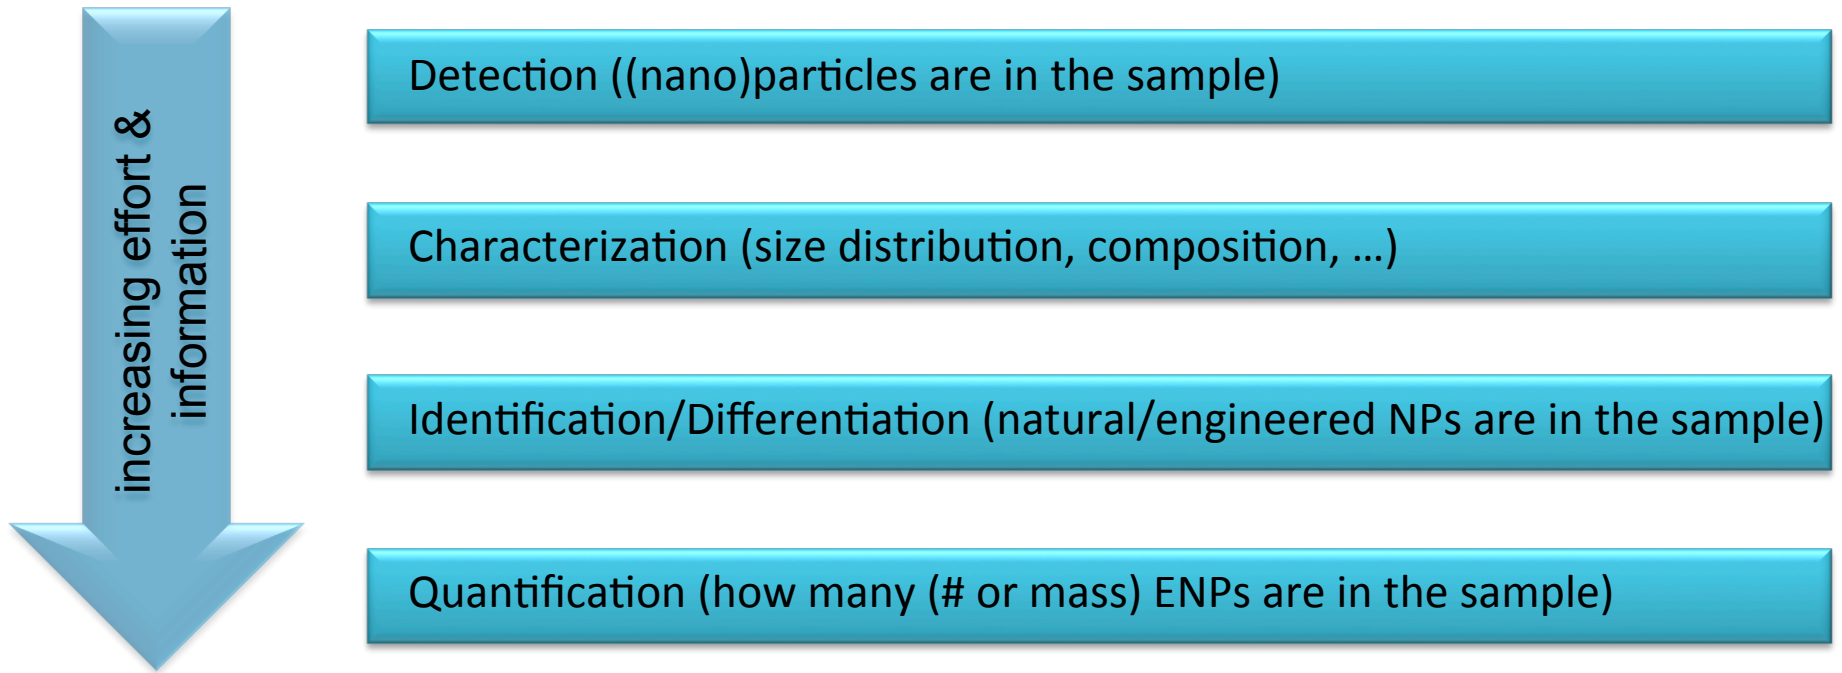 increasing effort &
information
Detection ((nano)particles are in the sample)
Characterization (size distribution, composition, …)
Identification/Differentiation (natural/engineered NPs are in the sample)
Quantification (how many (# or mass) ENPs are in the sample)